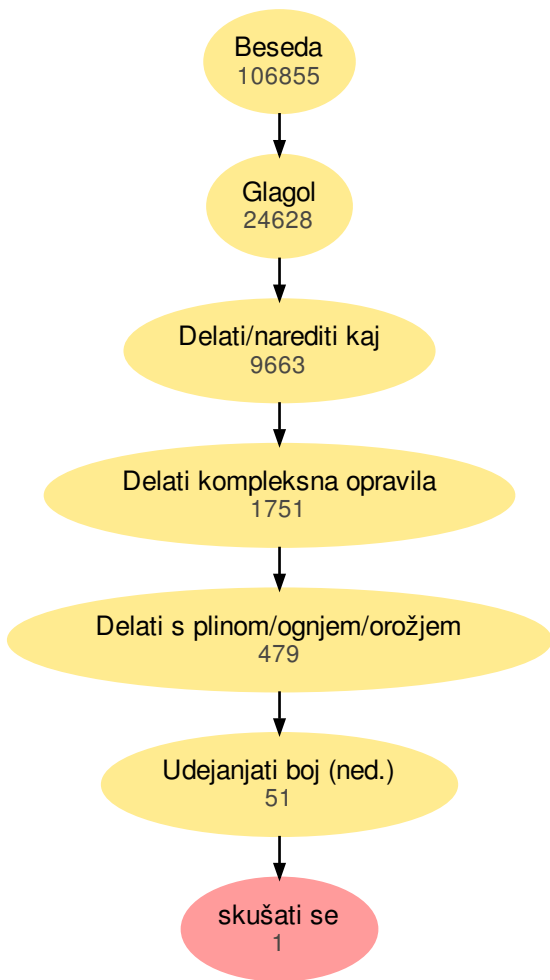 Beseda
106855
Glagol
24628
Delati/narediti kaj
9663
Delati kompleksna opravila
1751
Delati s plinom/ognjem/orožjem
479
Udejanjati boj (ned.)
51
skušati se
1